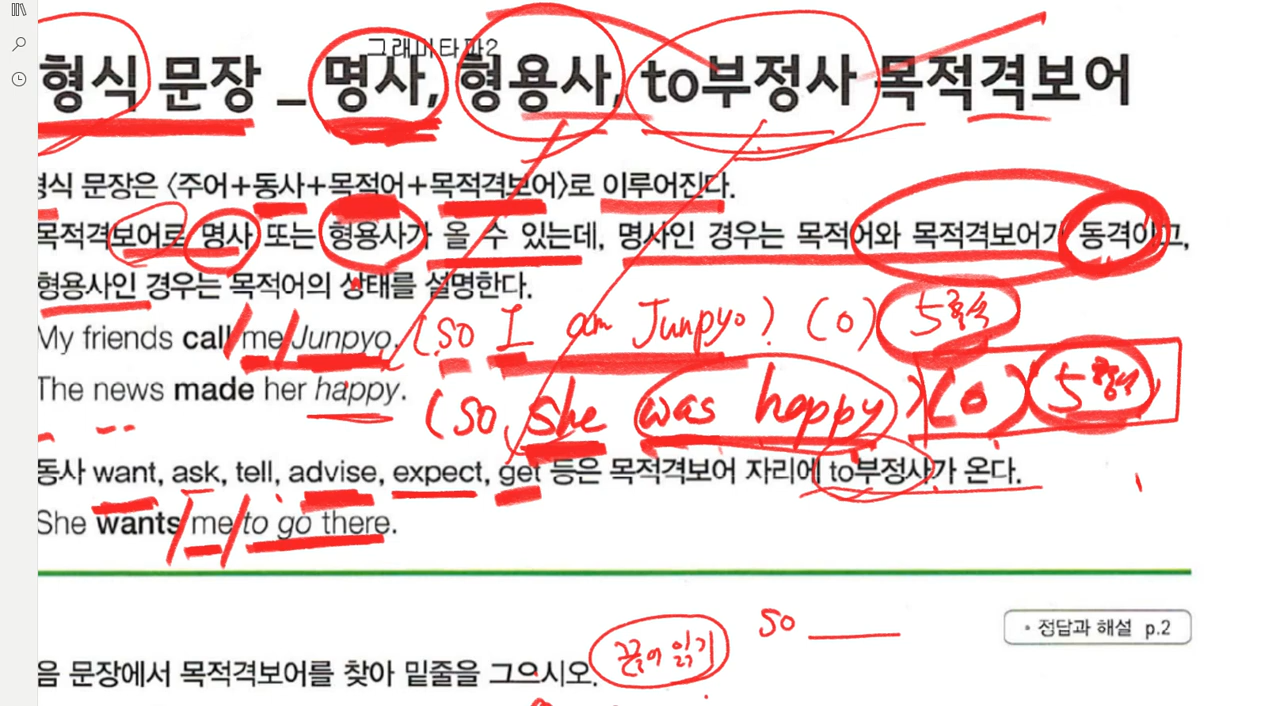 그래머타파2
형식 문장 _ 명사, 형용사, to부정사 목적격보어
형식 문장은 <주어+동사+목적어+목적격보어>로 이루어진다.
목적격보어로 명사 또는 형용사가 올 수 있는데, 명사인 경우는 목적어와 목적격보어가 동격이고,
형용사인 경우는 목적어의 상태를 설명한다.
My friends call me Junpyo. (so I am Junpyo) (o) 5형식
The news made her happy. (so she was happy) (o) 5형식
동사 want, ask, tell, advise, expect, get 등은 목적격보어 자리에 to부정사가 온다.
She wants me to go there.
so
• 정답과 해설 p.2
끊어 읽기
음 문장에서 목적격보어를 찾아 밑줄을 그으시오.